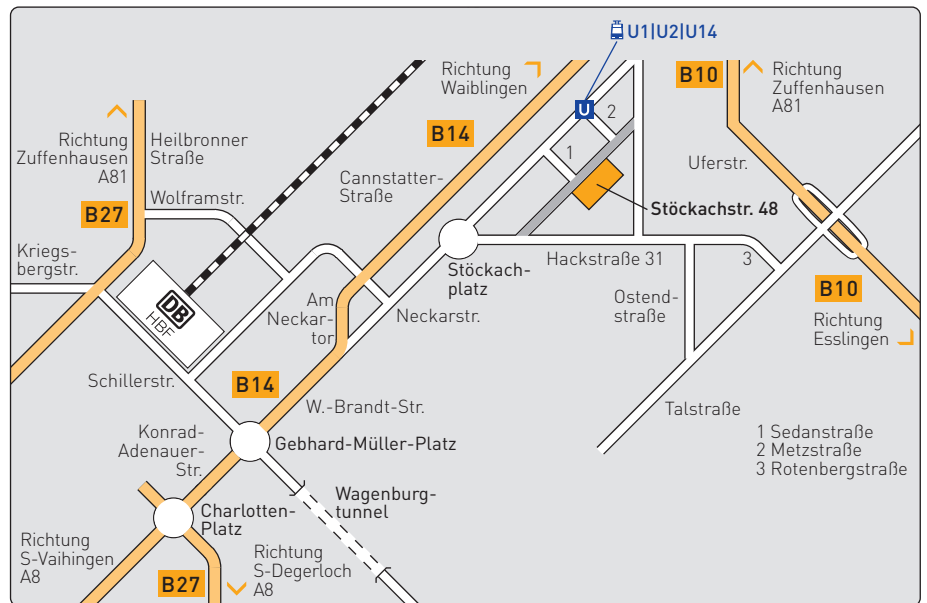 U1|U2|U14
Richtung
Waiblingen
B10
Richtung
Zuffenhausen
A81
Richtung
Zuffenhausen
A81
Heilbronner
Straße
B14
U
2
1
Uferstr.
Cannstatter-
Straße
Wolframstr.
B27
Stöckachstr. 48
Kriegs-
bergstr.
DB
HBF
Stöckach-
platz
Hackstraße 31
3
B10
Am
Neckar-
tor
Neckarstr.
Ostend-
straße
Richtung
Esslingen
Schillerstr.
B14
W.-Brandt-Str.
Talstraße
Konrad-
Adenauer-
Str.
Gebhard-Müller-Platz
1 Sedanstraße
2 Metzstraße
3 Rotenbergstraße
Wagenburg-
tunnel
Charlotten-
Platz
Richtung
S-Vaihingen
A8
B27
Richtung
S-Degerloch
A8